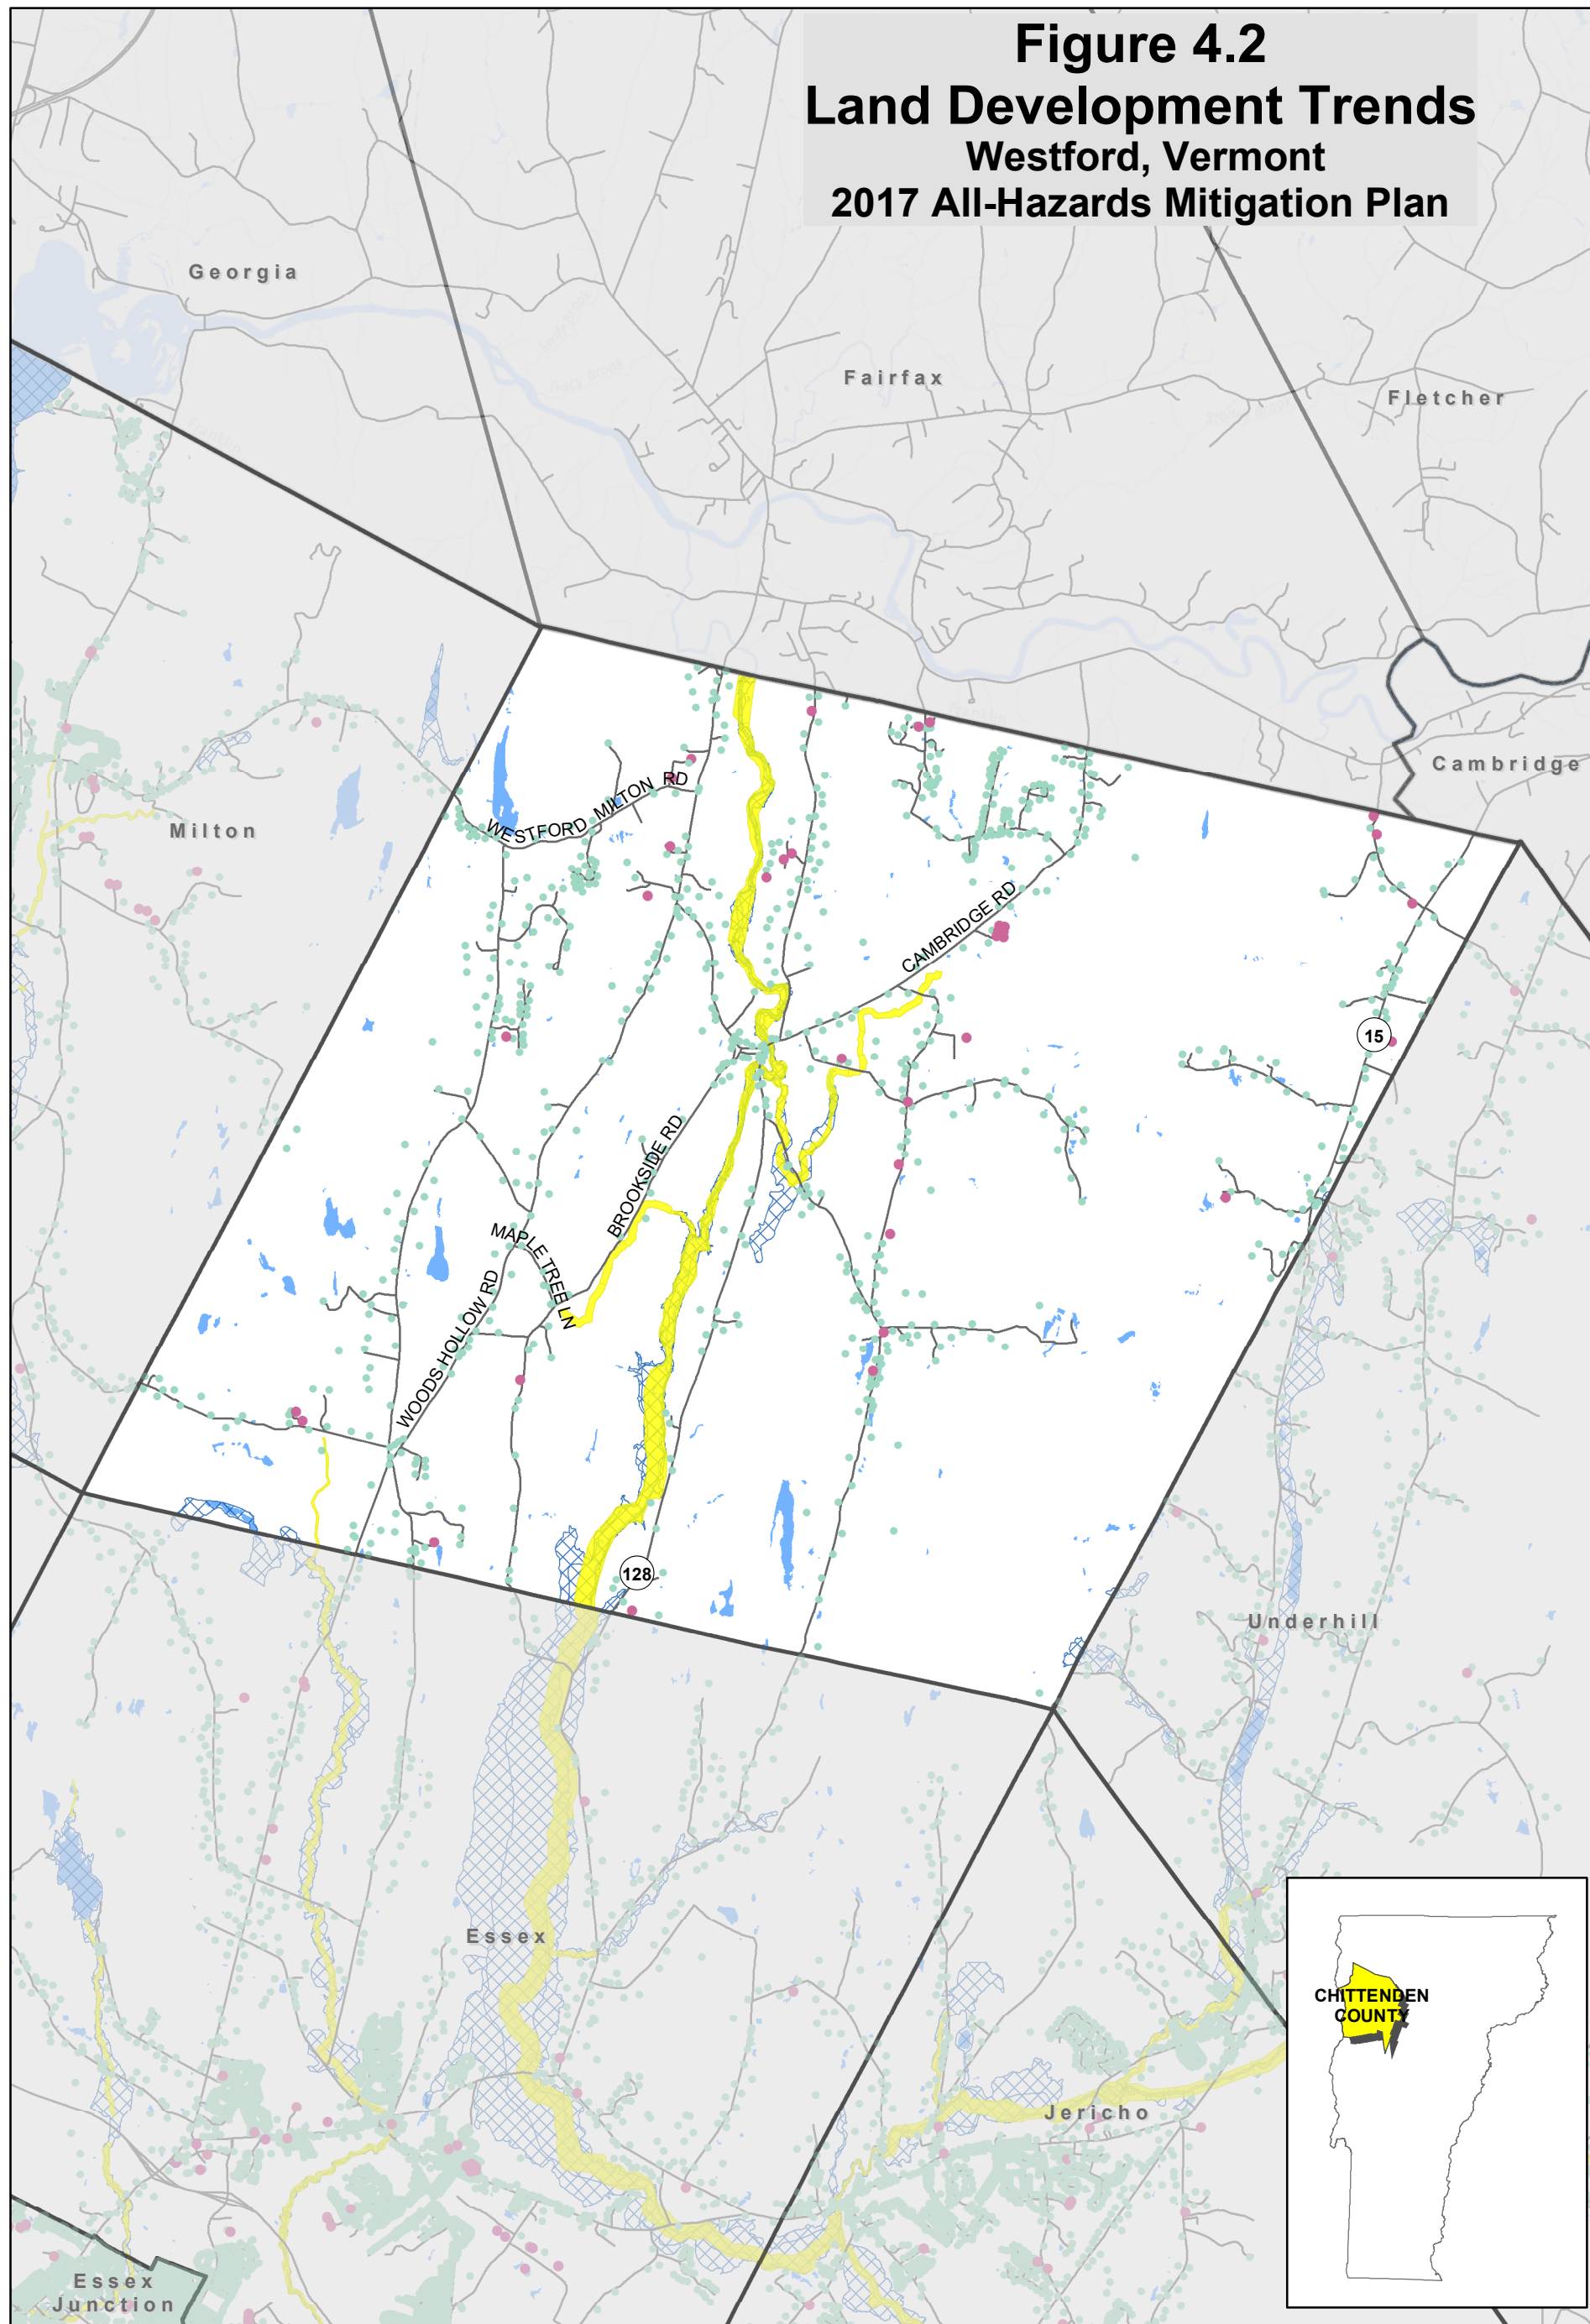 Figure 4.2
Land Development Trends
Westford, Vermont
2017 All-Hazards Mitigation Plan
Georgia
Fairfax
Fletcher
Franklin
Franklin
Cambridge
Milton
WESTFORD MILTON RD
CAMBRIDGE RD
15
BROOKSIDE RD
MAPLE TREE LN
WOODS HOLLOW RD
128
Underhill
Essex
CHITTENDEN
COUNTY
Jericho
Essex
Junction